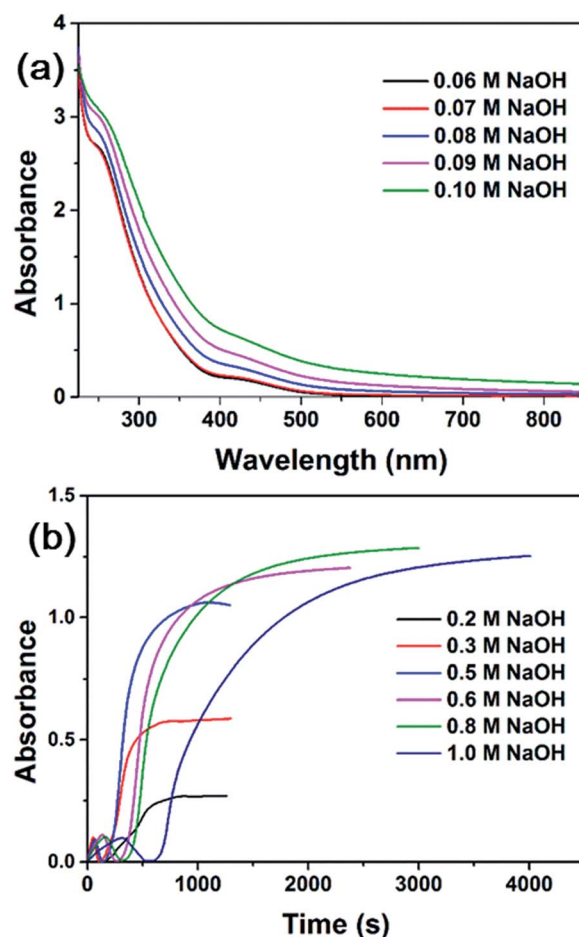 (a)
4
3
2
1
0
Absorbance
0.06 M NaOH
0.07 M NaOH
0.08 M NaOH
0.09 M NaOH
0.10 M NaOH
300 400 500 600 700 800
Wavelength (nm)
(b)
1.5
1.0
0.5
0.0
Absorbance
0.2 M NaOH
0.3 M NaOH
0.5 M NaOH
0.6 M NaOH
0.8 M NaOH
1.0 M NaOH
0 1000 2000 3000 4000
Time (s)